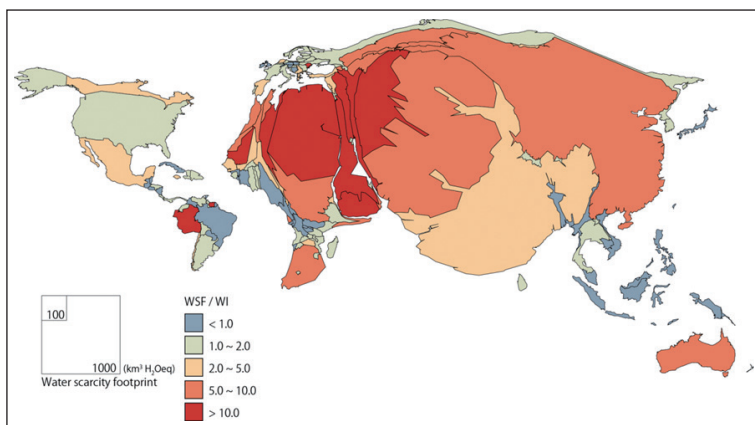 WSF / WI
< 1.0
1.0 ~ 2.0
2.0 ~ 5.0
5.0 ~ 10.0
> 10.0
100
1000 (km³ H₂Oeq)
Water scarcity footprint